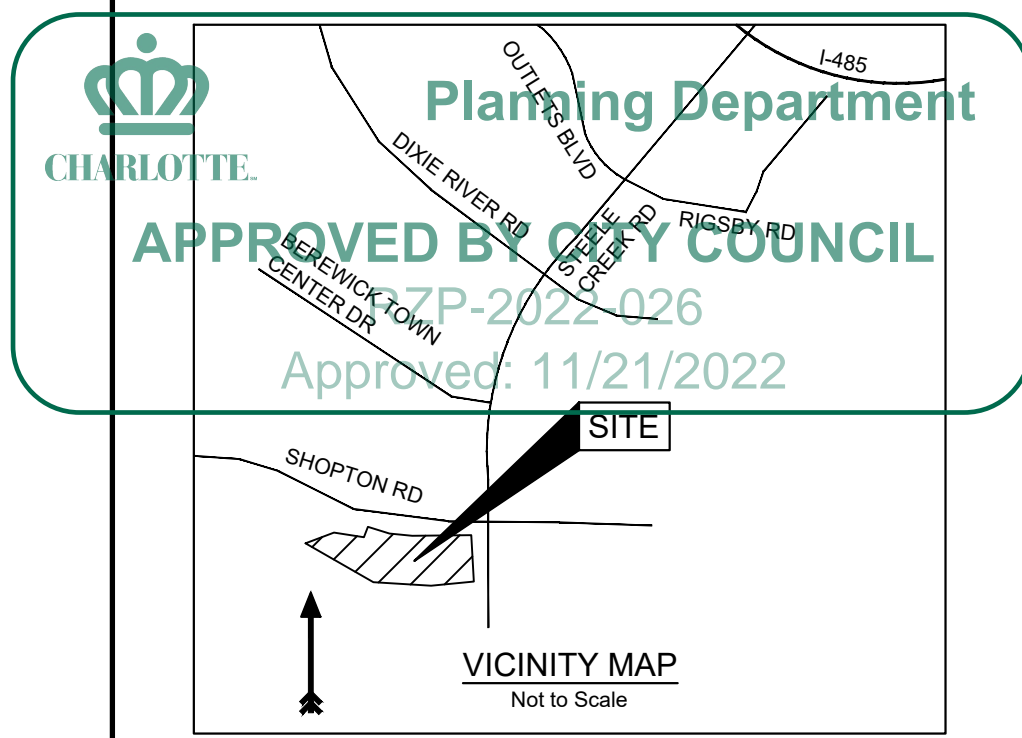 CHARLOTTE
Planning Department
APPROVED BY CITY COUNCIL
RZP-2022-026
Approved: 11/21/2022
I-485
OUTLETS BLVD
DIXIE RIVER RD
STEELE
CREEK RD
RIGSBY RD
BEREWICK TOWN
CENTER DR
SITE
SHOPTON RD
VICINITY MAP
Not to Scale